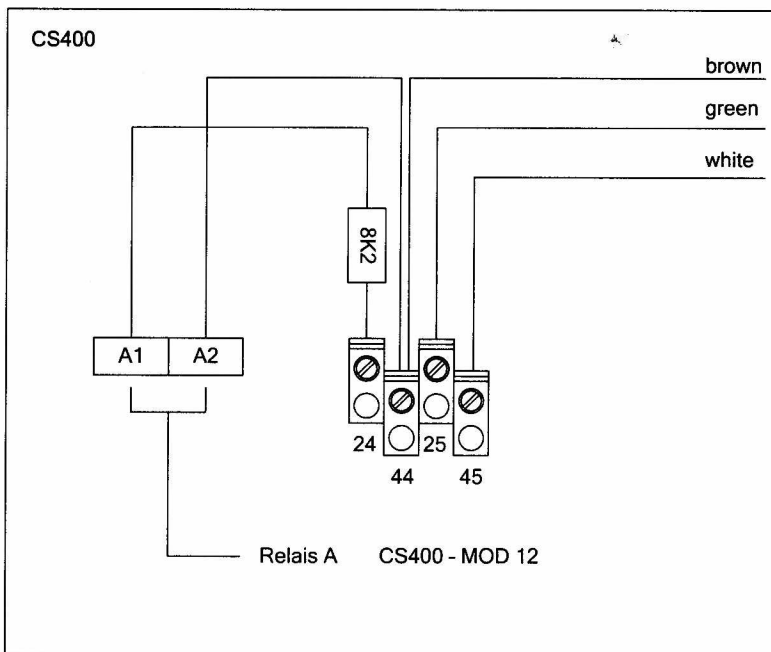 CS400
brown
green
white
8K2
A1 A2
24 25
44 45
Relais A CS400 - MOD 12